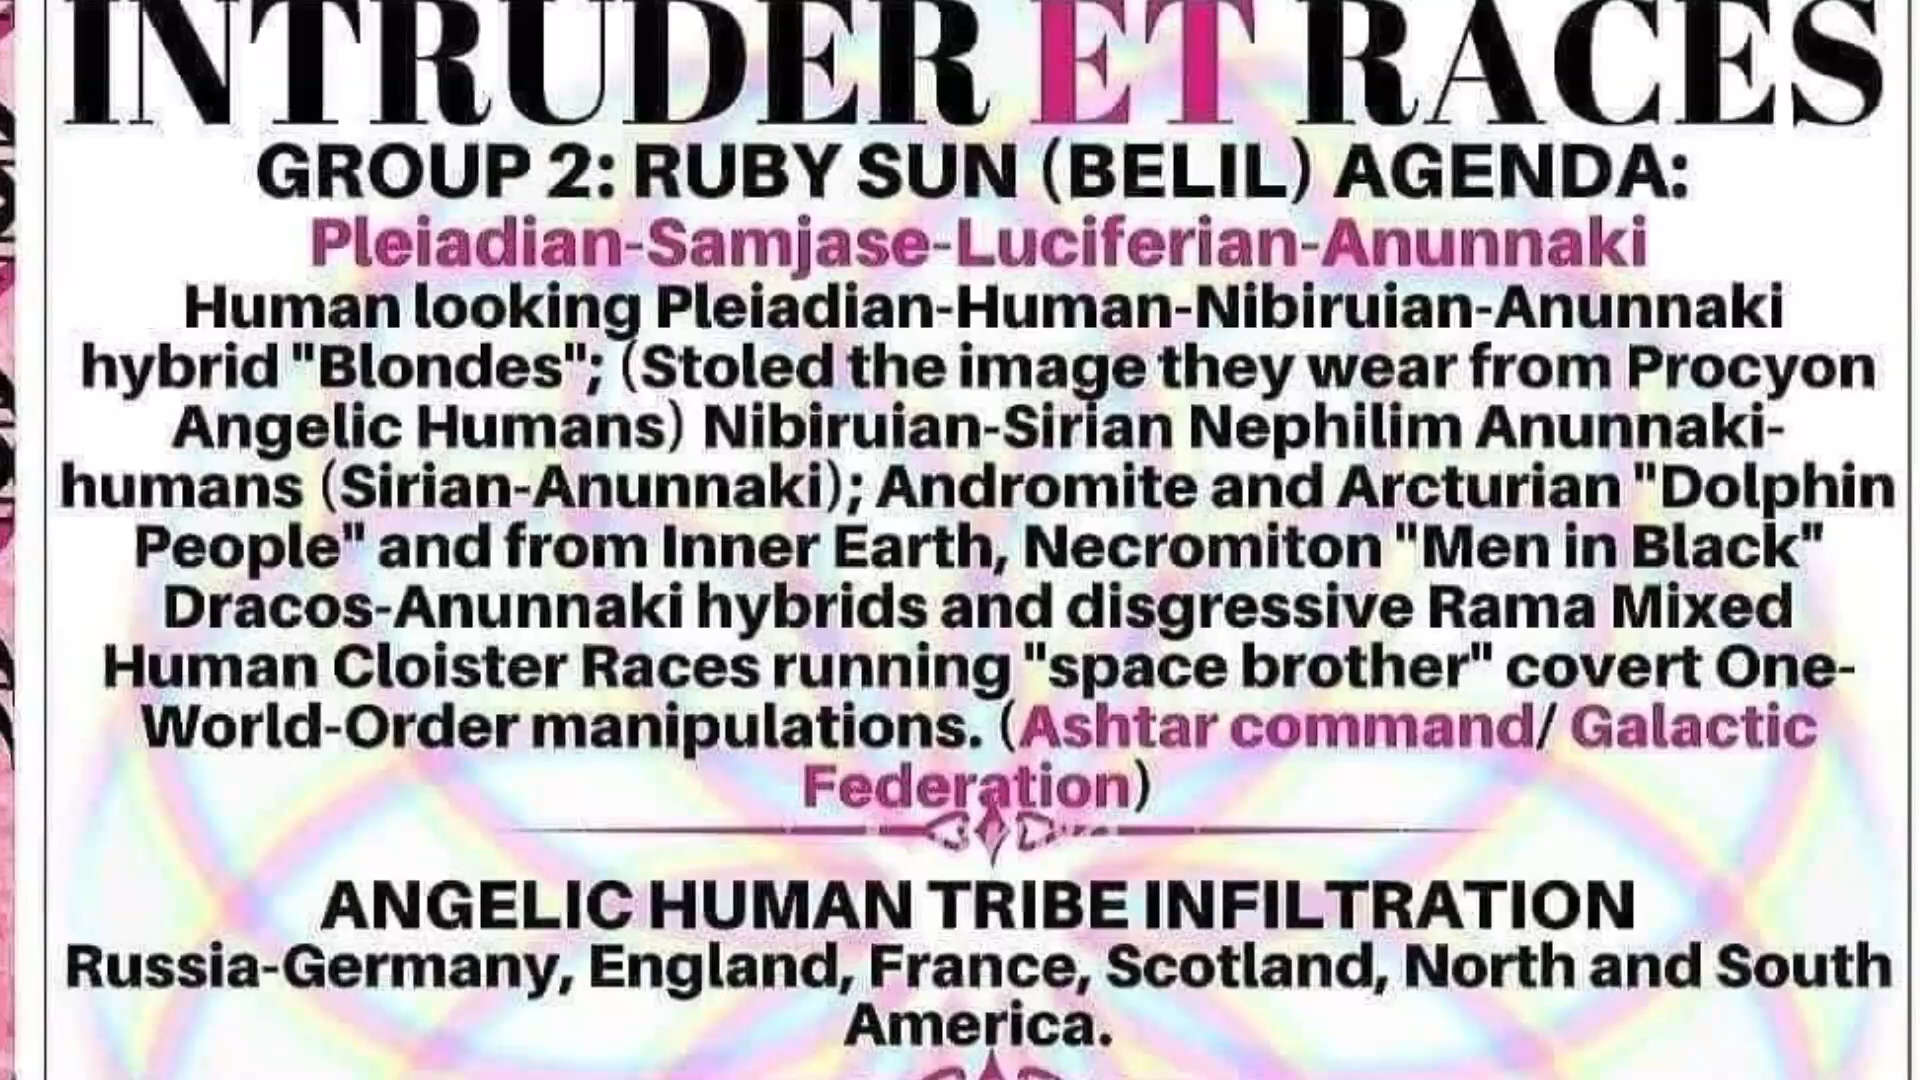 INTRUDER ET RACES
GROUP 2: RUBY SUN (BELIL) AGENDA:
Pleiadian-Samjase-Luciferian-Anunnaki
Human looking Pleiadian-Human-Nibiruian-Anunnaki
hybrid "Blondes"; (Stoled the image they wear from Procyon
Angelic Humans) Nibiruian-Sirian Nephilim Anunnaki-
humans (Sirian-Anunnaki); Andromite and Arcturian "Dolphin
People" and from Inner Earth, Necromiton "Men in Black"
Dracos-Anunnaki hybrids and disgressive Rama Mixed
Human Cloister Races running "space brother" covert One-
World-Order manipulations. (Ashtar command/ Galactic
Federation)
ANGELIC HUMAN TRIBE INFILTRATION
Russia-Germany, England, France, Scotland, North and South
America.